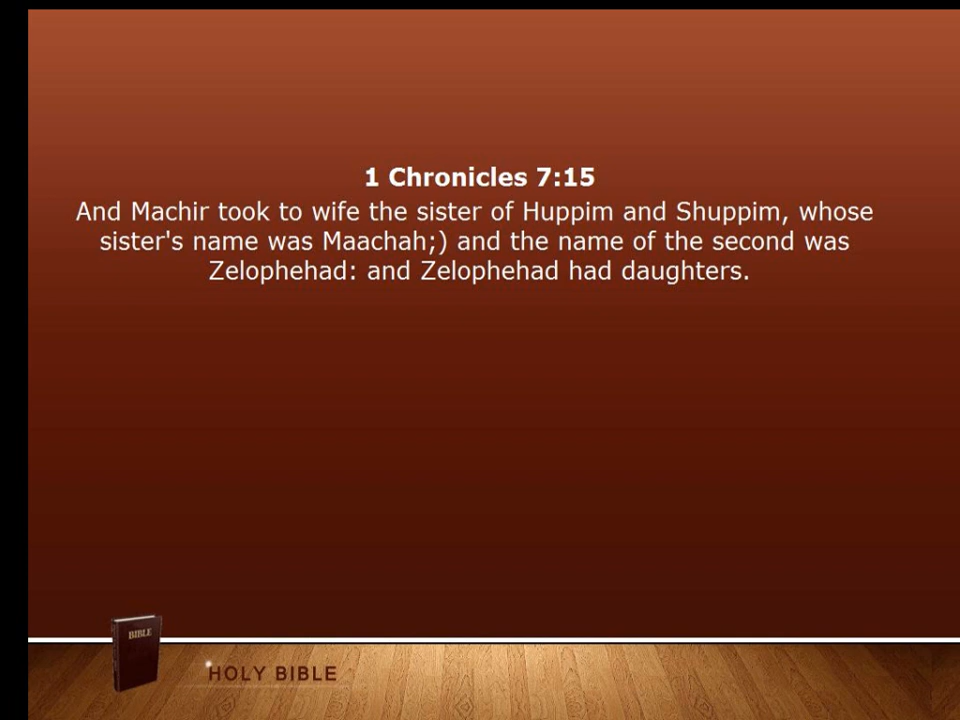 1 Chronicles 7:15
And Machir took to wife the sister of Huppim and Shuppim, whose
sister's name was Maachah;) and the name of the second was
Zelophehad: and Zelophehad had daughters.
BIBLE
HOLY BIBLE